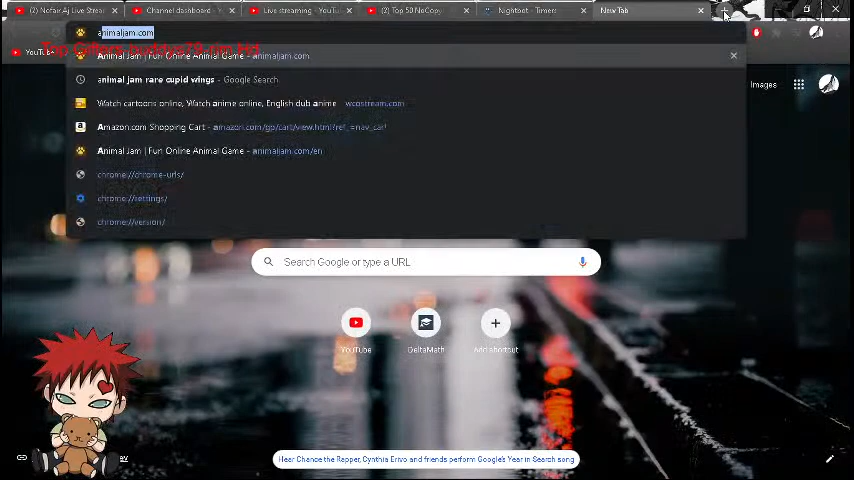 Nofair Aj Live Strea
Channel dashboard - Y
Live streaming - YouTu
(2) Top 50 NoCopy
Nightbot - Timers
New Tab
animaljam.com
YouTube
Animal Jam | Fun Online Animal Game - animaljam.com
animal jam rare cupid wings - Google Search
Watch cartoons online, Watch anime online, English dub anime wcostream.com
Images
Amazon.com Shopping Cart - amazon.com/gp/cart/view.html?ref_=nav_cart
Animal Jam | Fun Online Animal Game - animaljam.com/en
chrome://chrome-urls/
chrome://settings/
chrome://version/
Search Google or type a URL
YouTube
DeltaMath
Add shortcut
Hear Chance the Rapper, Cynthia Erivo and friends perform Google's Year in Search song